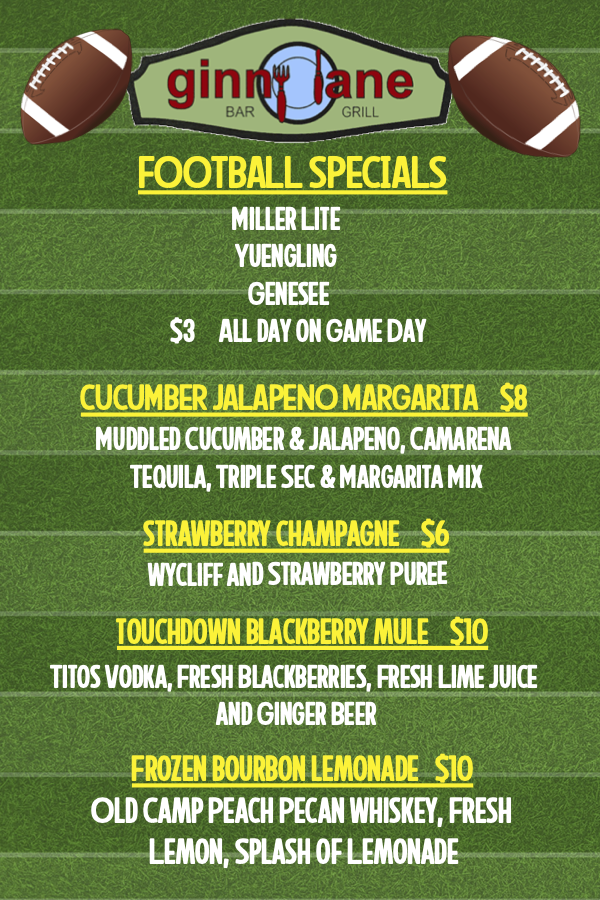 ginny lane
BAR GRILL
FOOTBALL SPECIALS
MILLER LITE
YUENGLING
GENESEE
$3 ALL DAY ON GAME DAY
CUCUMBER JALAPENO MARGARITA $8
MUDDLED CUCUMBER & JALAPENO, CAMARENA
TEQUILA, TRIPLE SEC & MARGARITA MIX
STRAWBERRY CHAMPAGNE $6
WYCLIFF AND STRAWBERRY PUREE
TOUCHDOWN BLACKBERRY MULE $10
TITOS VODKA, FRESH BLACKBERRIES, FRESH LIME JUICE
AND GINGER BEER
FROZEN BOURBON LEMONADE $10
OLD CAMP PEACH PECAN WHISKEY, FRESH
LEMON, SPLASH OF LEMONADE